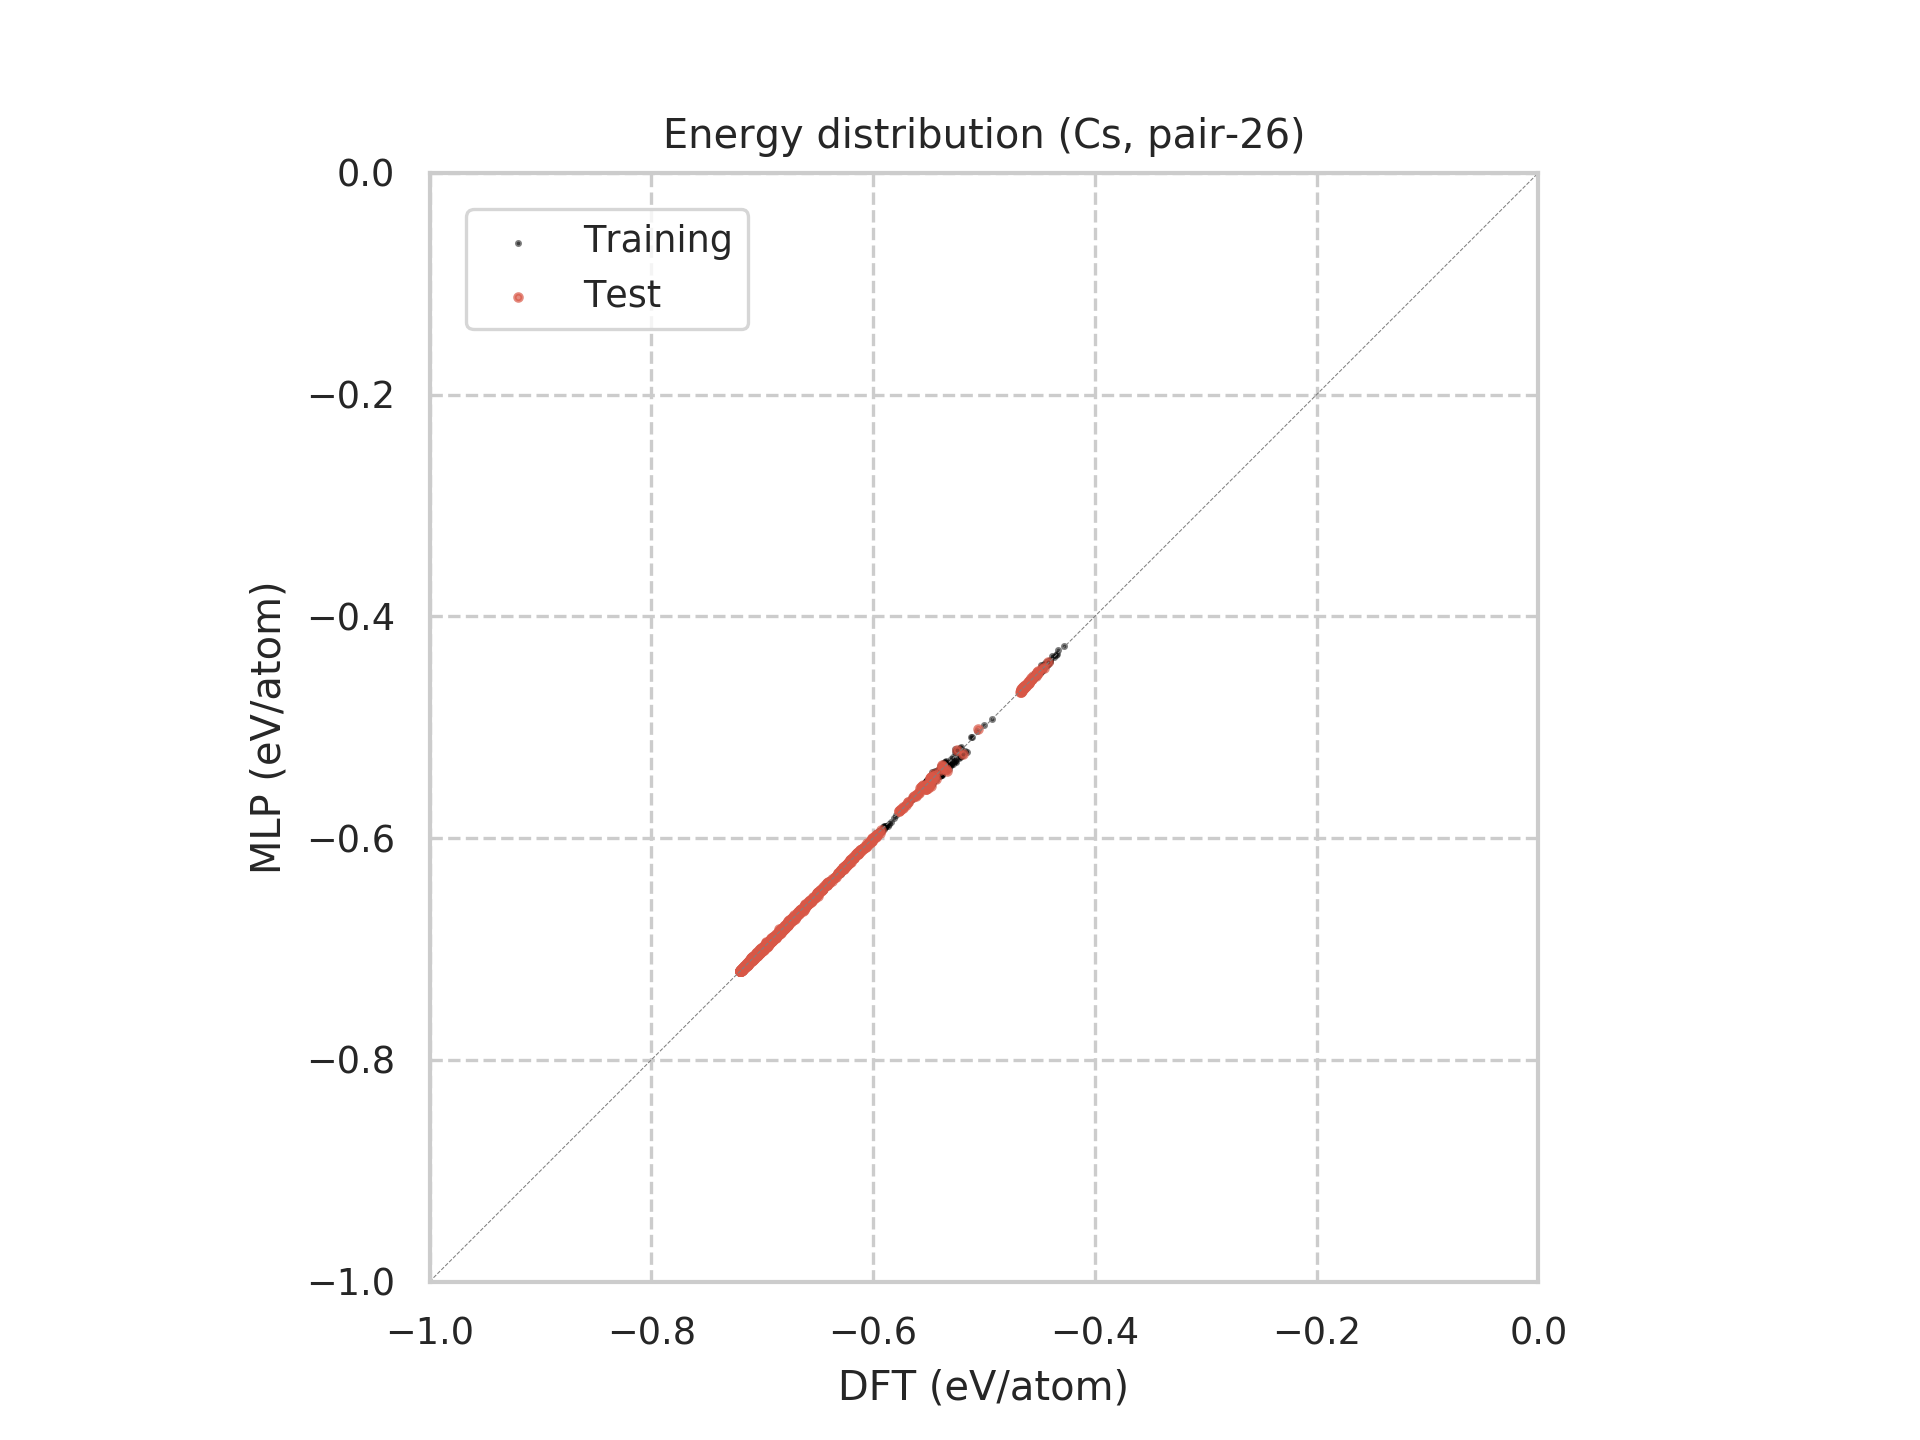 Energy distribution (Cs, pair-26)
0.0
Training
Test
−0.2
−0.4
MLP (eV/atom)
−0.6
−0.8
−1.0
−1.0 −0.8 −0.6 −0.4 −0.2 0.0
DFT (eV/atom)